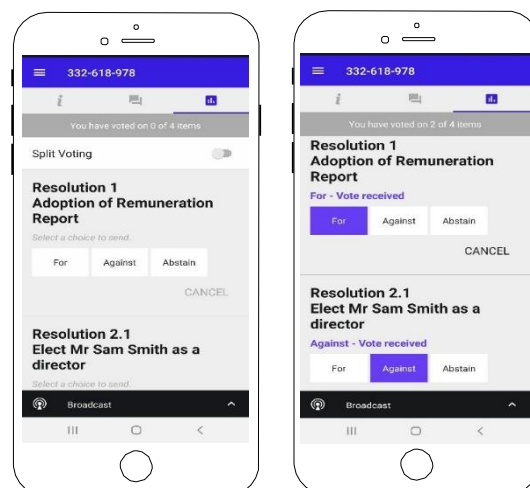 332-618-978
You have voted on 0 of 4 items
Split Voting
Resolution 1
Adoption of Remuneration
Report
Select a choice to send.
For Against Abstain
CANCEL
Resolution 2.1
Elect Mr Sam Smith as a
director
Select a choice to send.
Broadcast
332-618-978
You have voted on 2 of 4 items
Resolution 1
Adoption of Remuneration
Report
For - Vote received
For Against Abstain
CANCEL
Resolution 2.1
Elect Mr Sam Smith as a
director
Against - Vote received
For Against Abstain
Broadcast